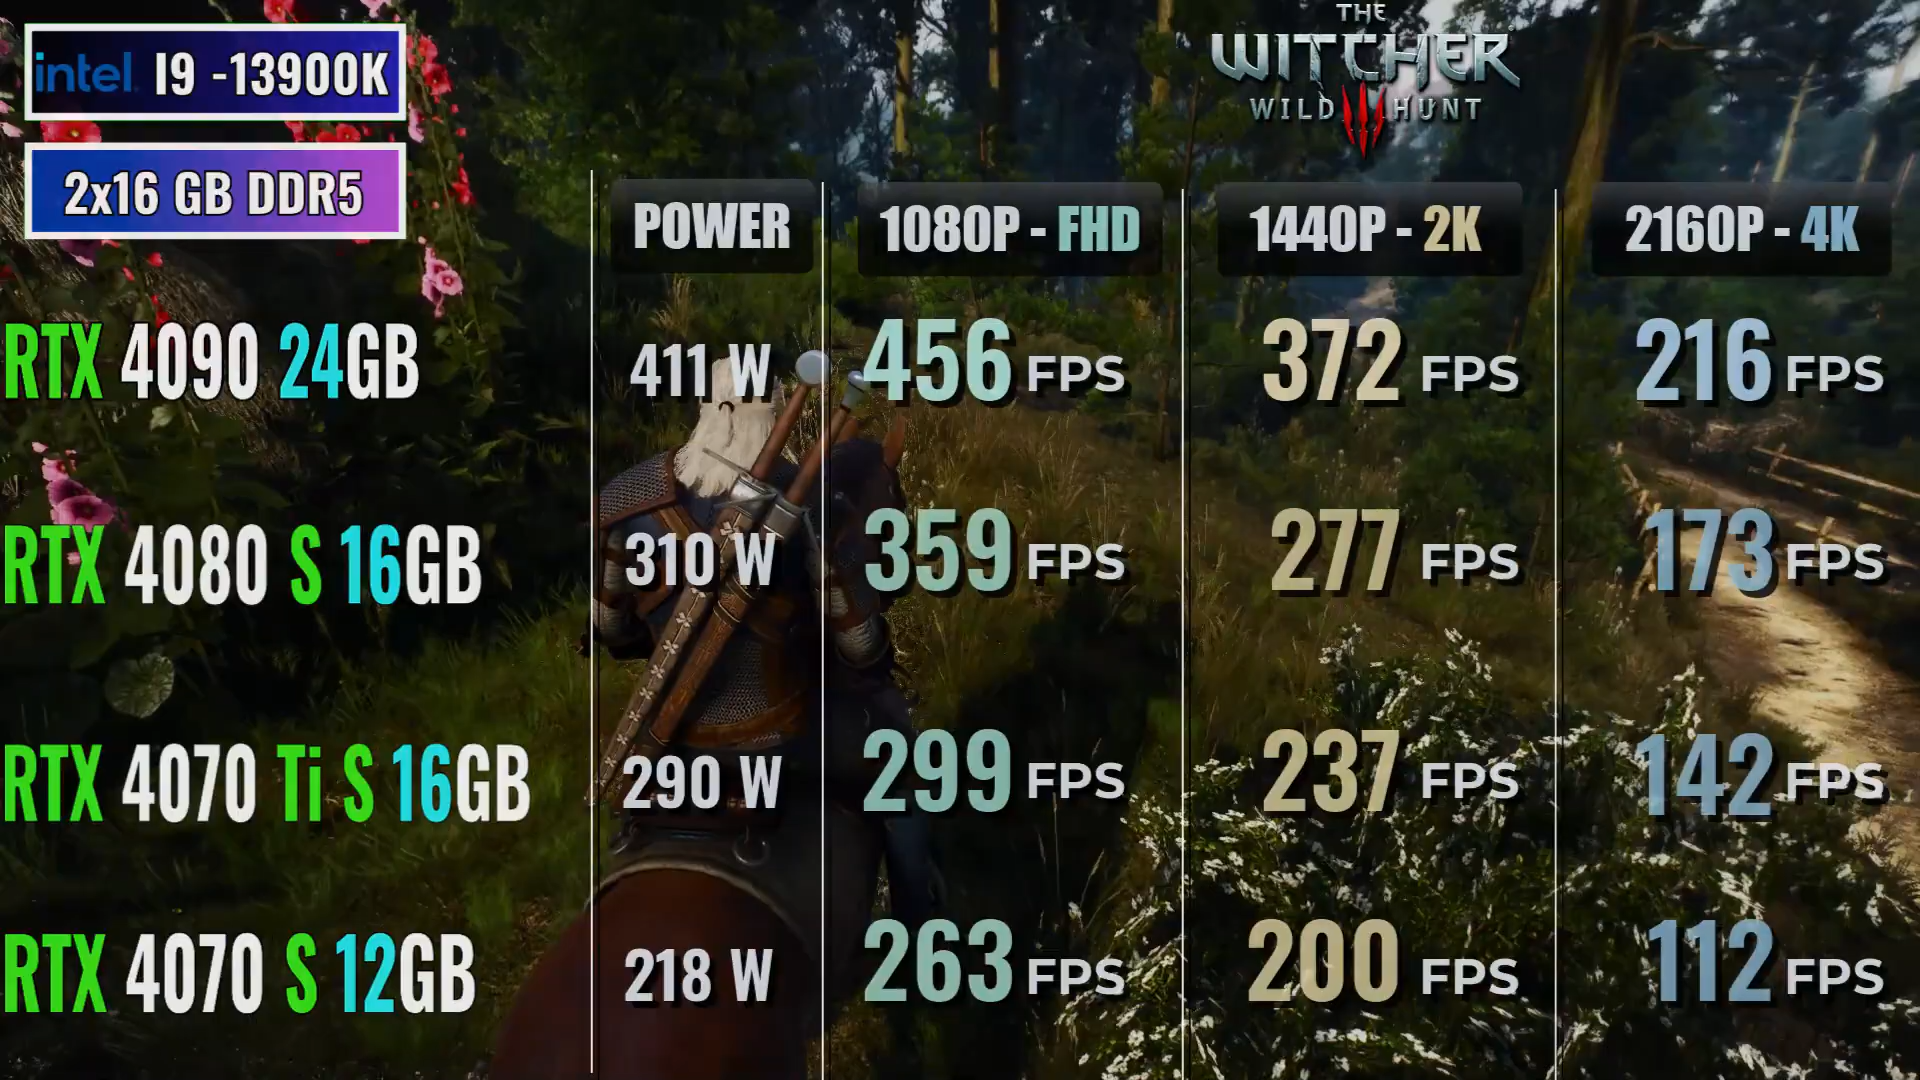 intel I9 -13900K
2x16 GB DDR5
THE
WITCHER
WILD HUNT
POWER 1080P - FHD 1440P - 2K 2160P - 4K
RTX 4090 24GB 411 W 456 FPS 372 FPS 216 FPS
RTX 4080 S 16GB 310 W 359 FPS 277 FPS 173 FPS
RTX 4070 Ti S 16GB 290 W 299 FPS 237 FPS 142 FPS
RTX 4070 S 12GB 218 W 263 FPS 200 FPS 112 FPS